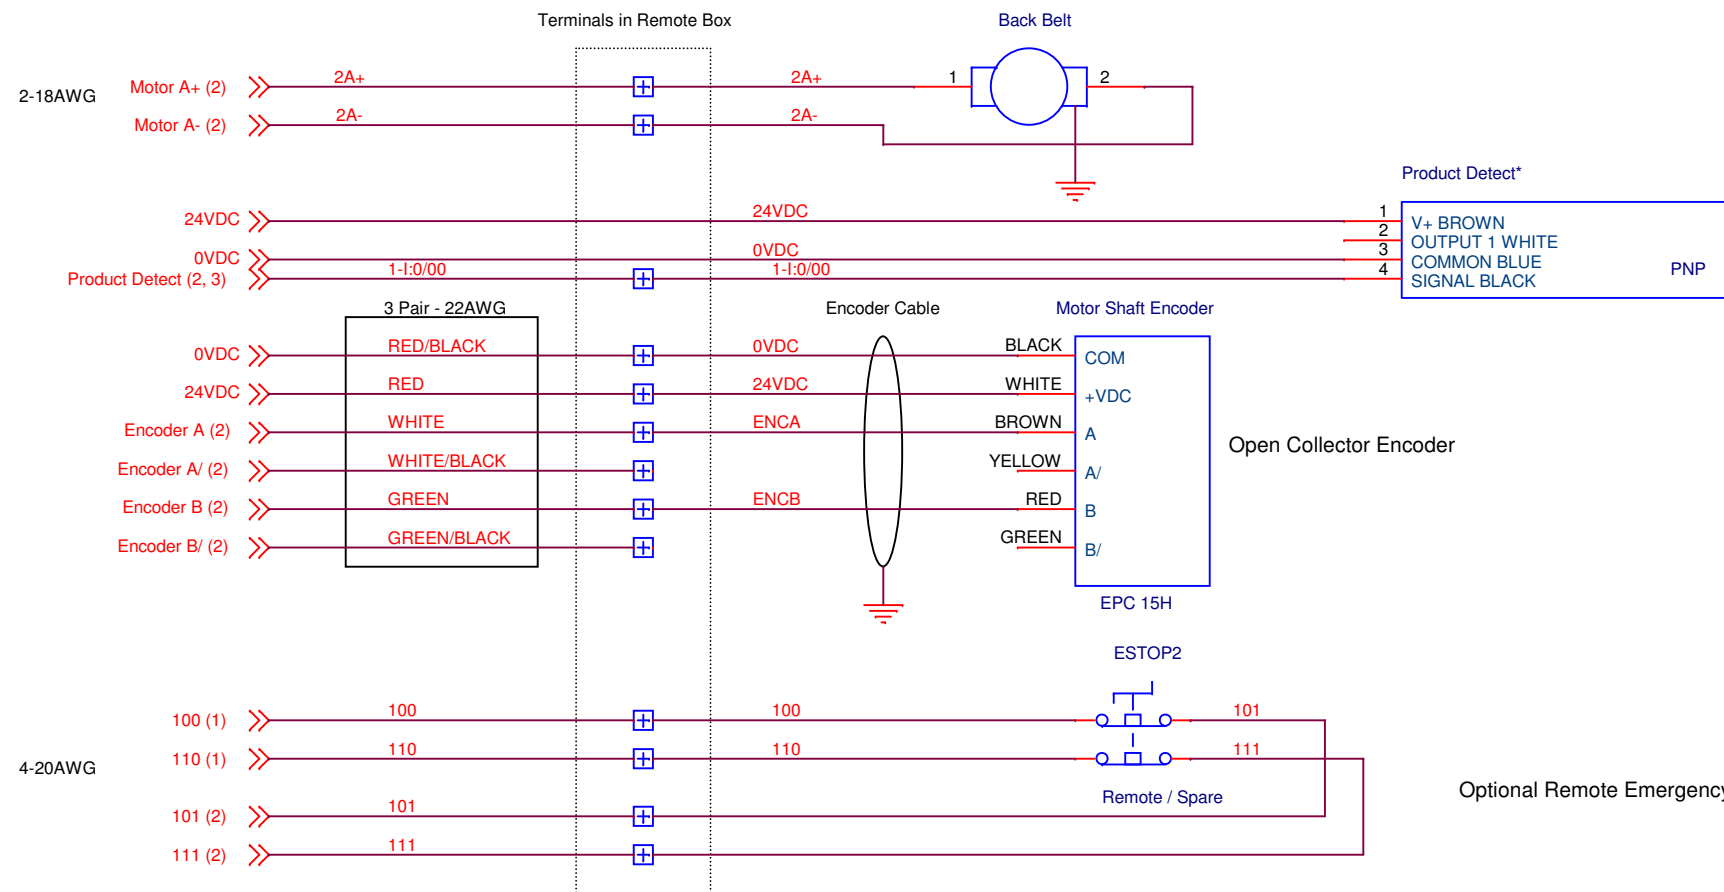 Terminals in Remote Box
Back Belt
2-18AWG
Motor A+ (2)
2A+
2A+
1
2
Motor A- (2)
2A-
2A-
Product Detect*
24VDC
24VDC
1
V+ BROWN
2
OUTPUT 1 WHITE
0VDC
0VDC
3
COMMON BLUE
PNP
Product Detect (2, 3)
1-I:0/00
1-I:0/00
4
SIGNAL BLACK
3 Pair - 22AWG
Encoder Cable
Motor Shaft Encoder
0VDC
RED/BLACK
0VDC
BLACK
COM
24VDC
RED
24VDC
WHITE
+VDC
Encoder A (2)
WHITE
ENCA
BROWN
A
Open Collector Encoder
Encoder A/ (2)
WHITE/BLACK
YELLOW
A/
Encoder B (2)
GREEN
ENCB
RED
B
Encoder B/ (2)
GREEN/BLACK
GREEN
B/
EPC 15H
ESTOP2
100 (1)
100
100
101
4-20AWG
110 (1)
110
110
111
Remote / Spare
Optional Remote Emergency
101 (2)
101
111 (2)
111